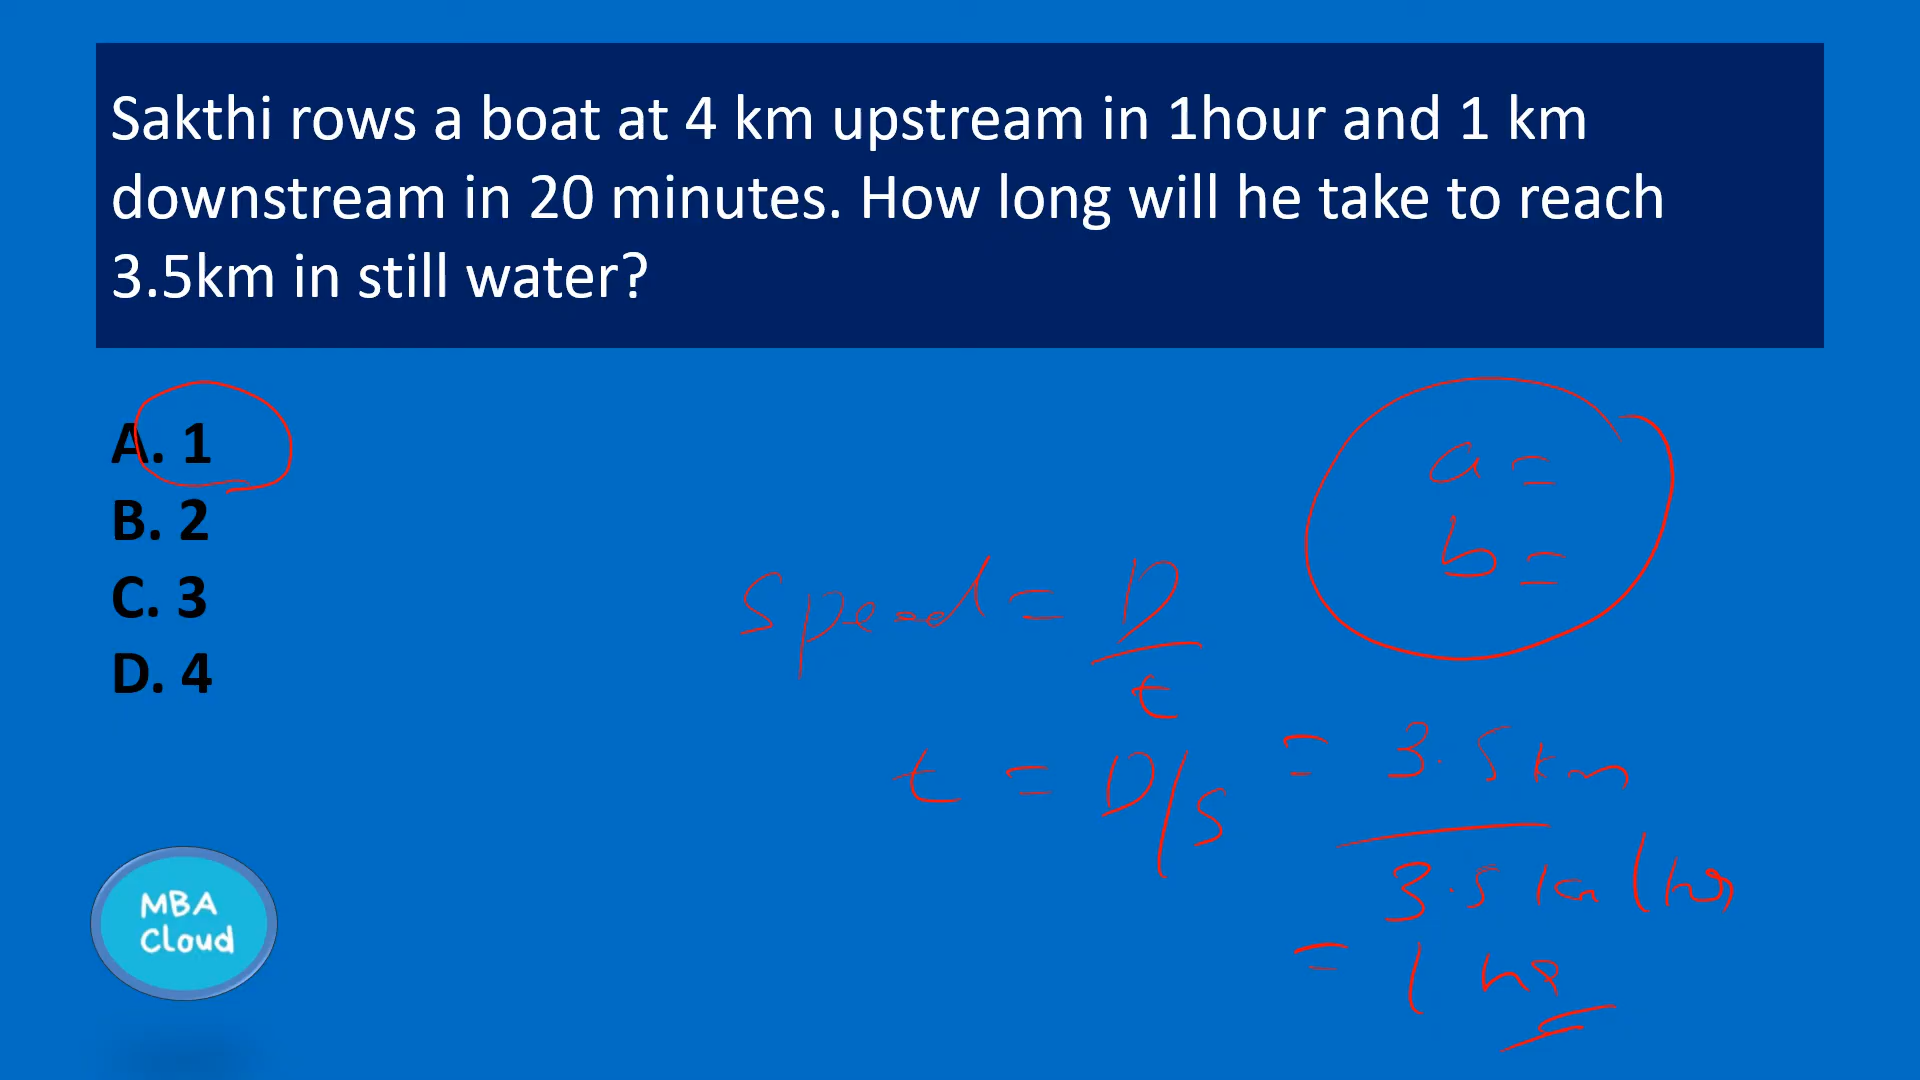 Sakthi rows a boat at 4 km upstream in 1hour and 1 km
downstream in 20 minutes. How long will he take to reach
3.5km in still water?
A. 1
B. 2
C. 3
D. 4
a =
b =
Speed = D
t
t = D/s = 3.5 km
3.5 km/hr
= 1 hr
MBA
Cloud